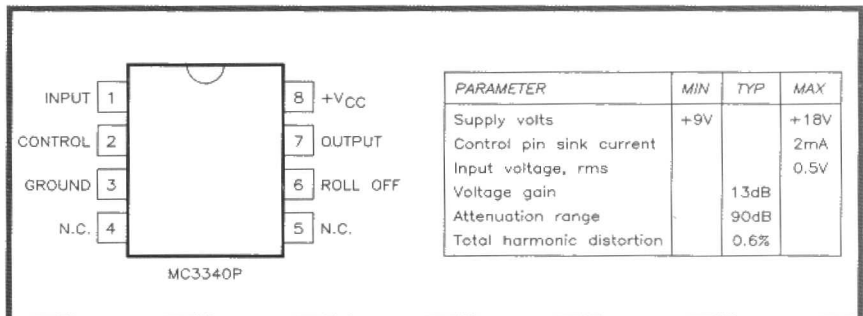 INPUT 1
CONTROL 2
GROUND 3
N.C. 4
8 +VCC
7 OUTPUT
6 ROLL OFF
5 N.C.
MC3340P
PARAMETER MIN TYP MAX
Supply volts +9V +18V
Control pin sink current 2mA
Input voltage, rms 0.5V
Voltage gain 13dB
Attenuation range 90dB
Total harmonic distortion 0.6%